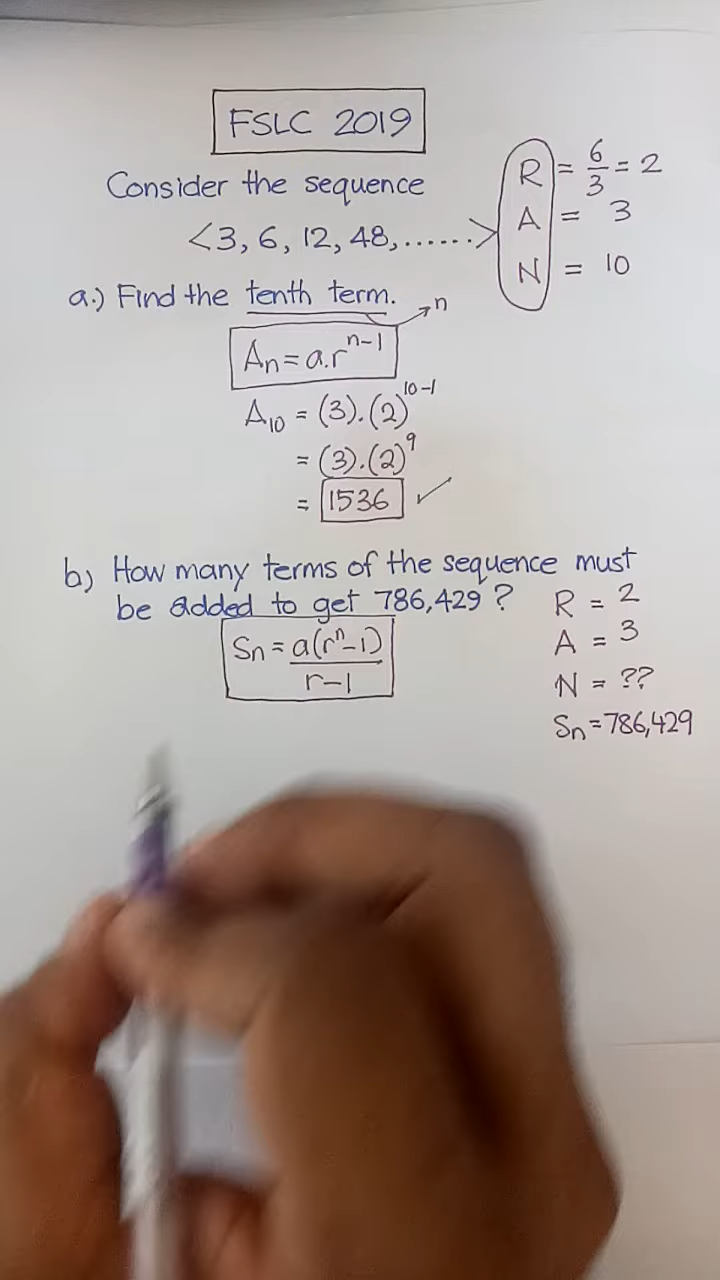 FSLC 2019
Consider the sequence
<3, 6, 12, 48,......>
R = 6/3 = 2
A = 3
N = 10
a.) Find the tenth term.
n
An = a.r^n-1
A10 = (3).(2)^10-1
= (3).(2)^9
= 1536 ✓
b) How many terms of the sequence must
be added to get 786,429?
Sn = a(r^n-1)/r-1
R = 2
A = 3
N = ??
Sn = 786,429